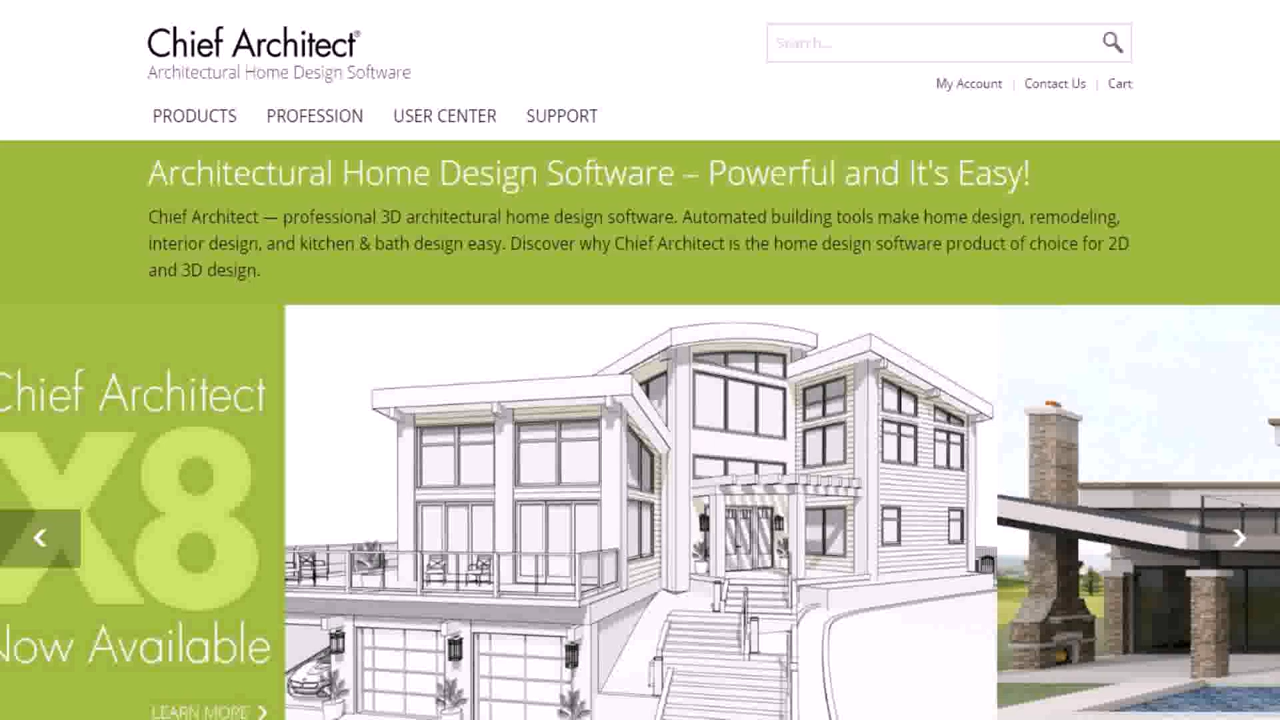 Chief Architect®
Architectural Home Design Software
Search...
My Account | Contact Us | Cart
PRODUCTS PROFESSION USER CENTER SUPPORT
Architectural Home Design Software – Powerful and It's Easy!
Chief Architect — professional 3D architectural home design software. Automated building tools make home design, remodeling,
interior design, and kitchen & bath design easy. Discover why Chief Architect is the home design software product of choice for 2D
and 3D design.
Chief Architect
X8
Now Available
LEARN MORE